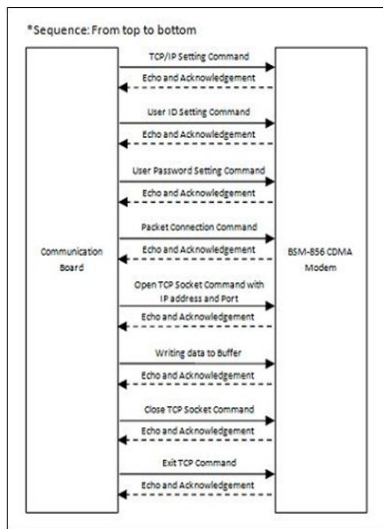 *Sequence: From top to bottom
TCP/IP Setting Command
Echo and Acknowledgement
User ID Setting Command
Echo and Acknowledgement
User Password Setting Command
Echo and Acknowledgement
Packet Connection Command
Echo and Acknowledgement
Communication
Board
BSM-856 CDMA
Modem
Open TCP Socket Command with
IP address and Port
Echo and Acknowledgement
Writing data to Buffer
Echo and Acknowledgement
Close TCP Socket Command
Echo and Acknowledgement
Exit TCP Command
Echo and Acknowledgement